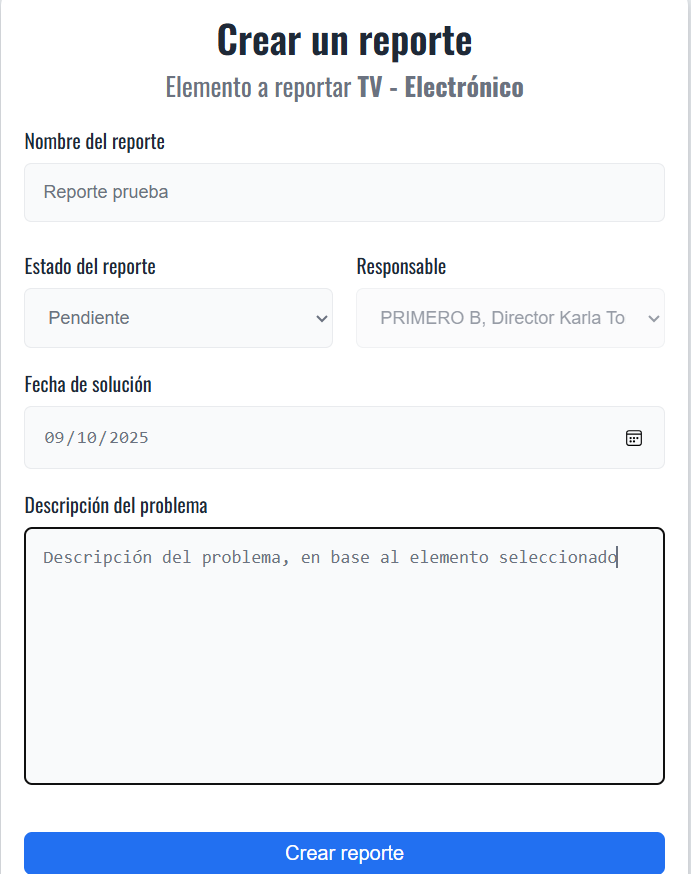 Crear un reporte
Elemento a reportar TV - Electrónico
Nombre del reporte
Reporte prueba
Estado del reporte
Responsable
Pendiente
PRIMERO B, Director Karla To
Fecha de solución
09/10/2025
Descripción del problema
Descripción del problema, en base al elemento seleccionado
Crear reporte